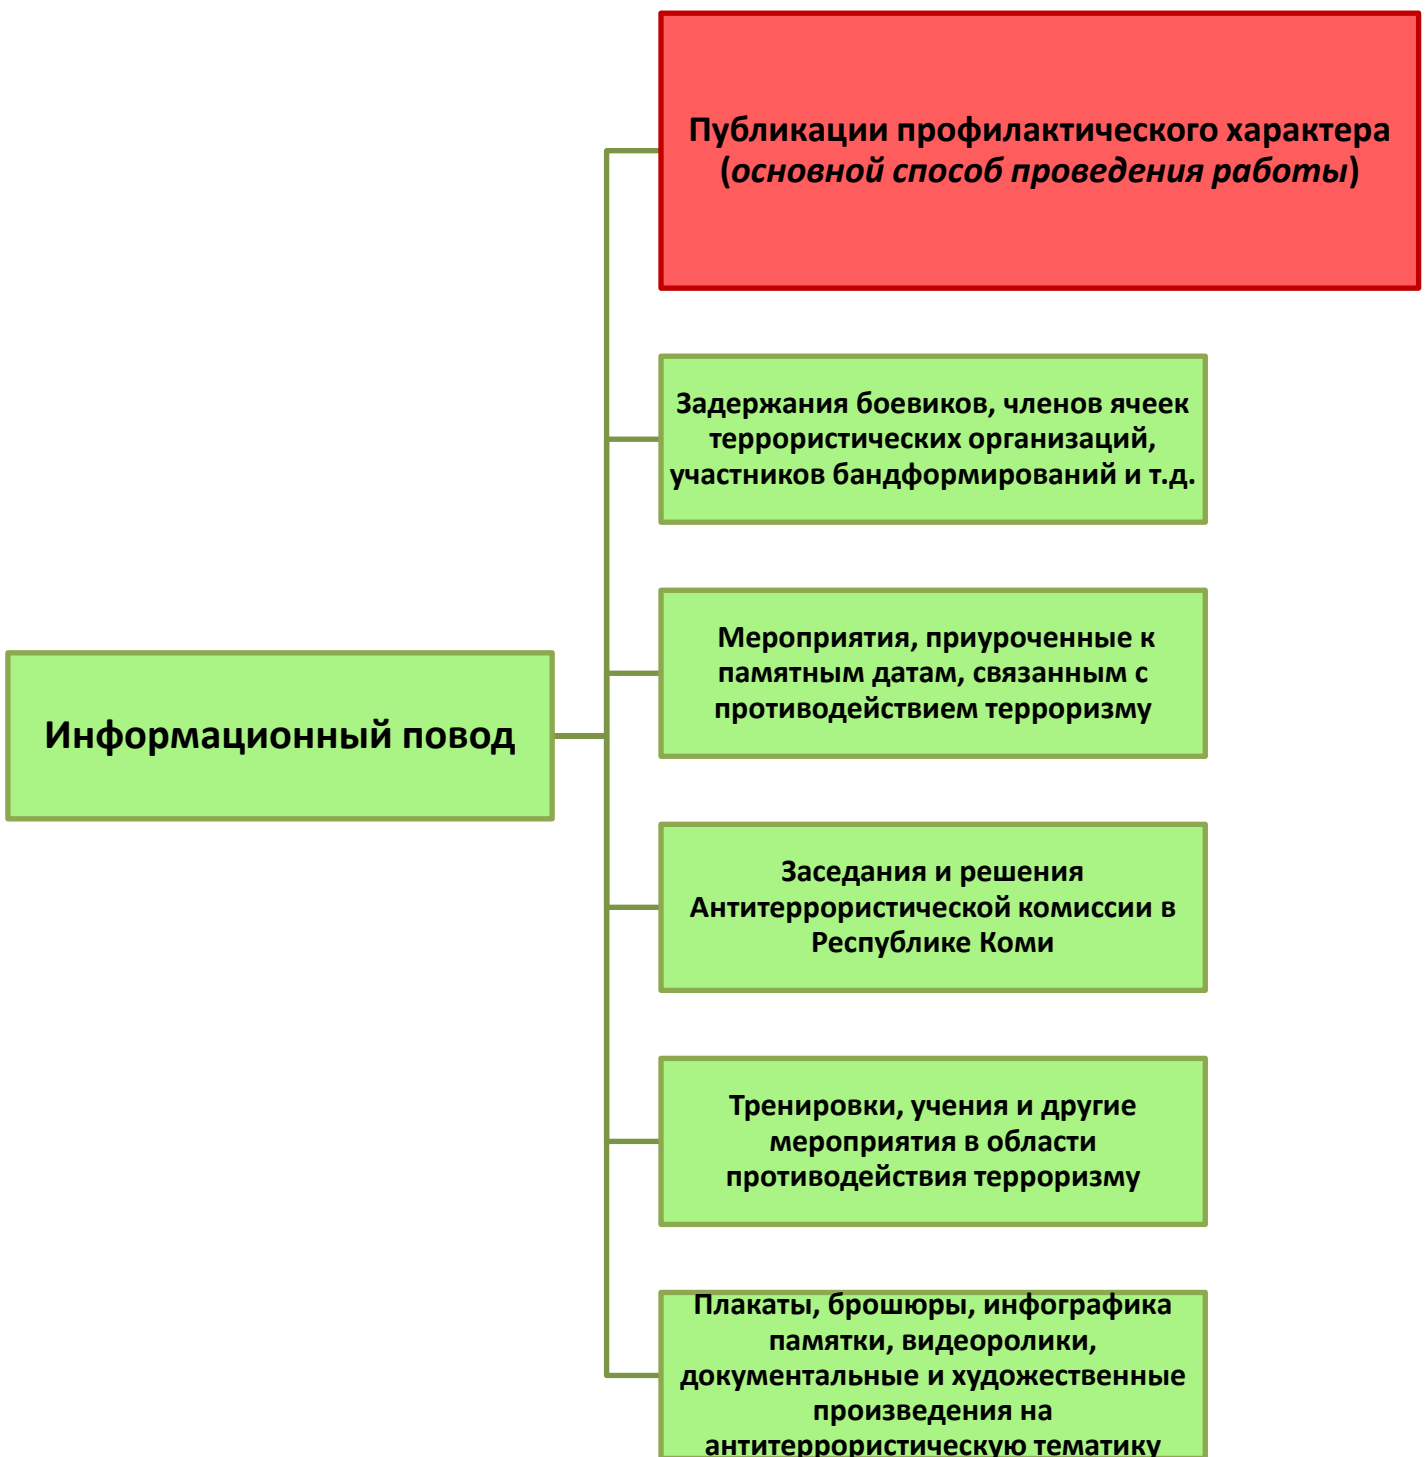 Публикации профилактического характера
(основной способ проведения работы)
Задержания боевиков, членов ячеек
террористических организаций,
участников бандформирований и т.д.
Мероприятия, приуроченные к
памятным датам, связанным с
противодействием терроризму
Информационный повод
Заседания и решения
Антитеррористической комиссии в
Республике Коми
Тренировки, учения и другие
мероприятия в области
противодействия терроризму
Плакаты, брошюры, инфографика
памятки, видеоролики,
документальные и художественные
произведения на
антитеррористическую тематику